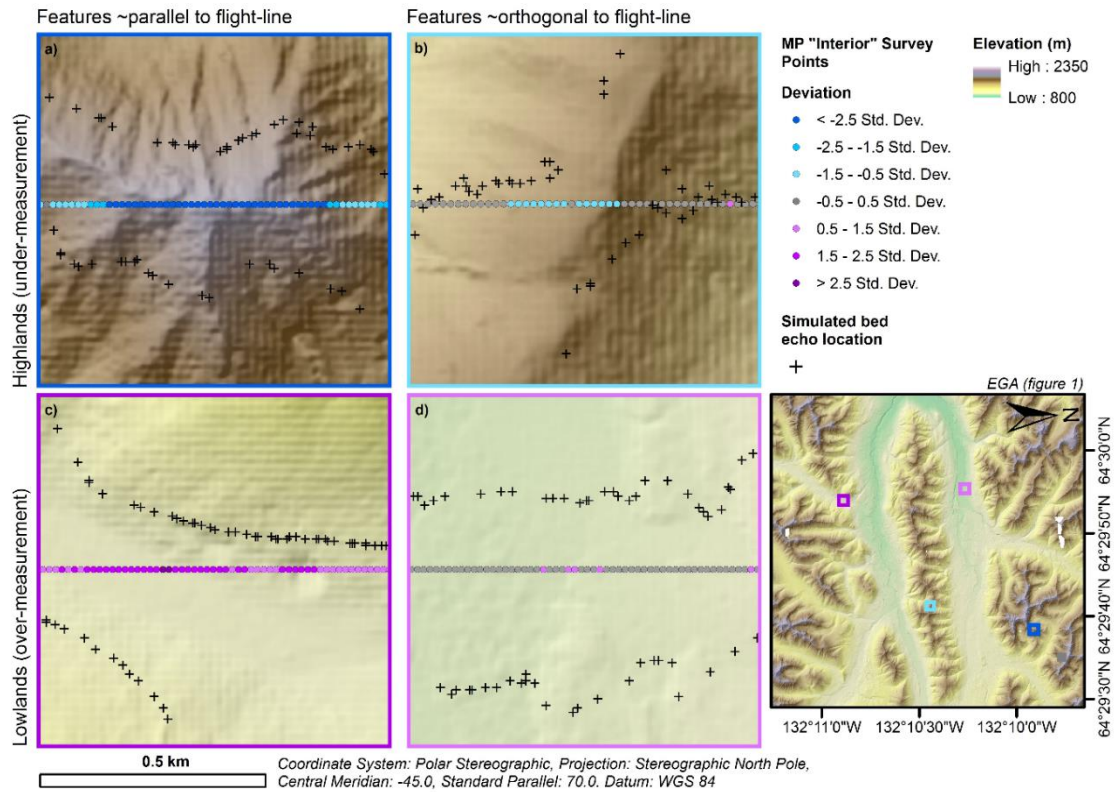 Features ~parallel to flight-line
Features ~orthogonal to flight-line
Highlands (under-measurement)
a)
b)
MP "Interior" Survey
Points
Deviation
< -2.5 Std. Dev.
-2.5 - -1.5 Std. Dev.
-1.5 - -0.5 Std. Dev.
-0.5 - 0.5 Std. Dev.
0.5 - 1.5 Std. Dev.
1.5 - 2.5 Std. Dev.
> 2.5 Std. Dev.
Simulated bed
echo location
Elevation (m)
High : 2350
Low : 800
Lowlands (over-measurement)
c)
d)
EGA (figure 1)
N
64°30'0"N
64°29'50"N
64°29'40"N
64°29'30"N
132°11'0"W
132°10'30"W
132°10'0"W
0.5 km
Coordinate System: Polar Stereographic, Projection: Stereographic North Pole,
Central Meridian: -45.0, Standard Parallel: 70.0. Datum: WGS 84